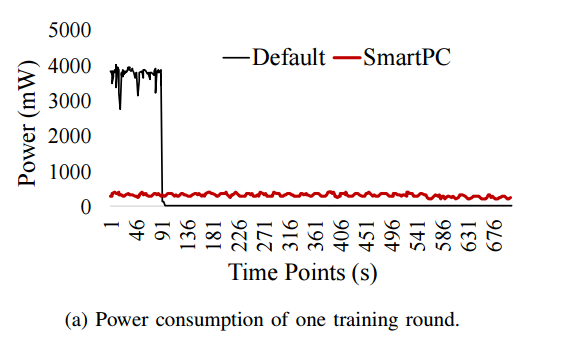 5000
4000
3000
2000
1000
0
Power (mW)
Default SmartPC
1 46 91 136 181 226 271 316 361 406 451 496 541 586 631 676
Time Points (s)
(a) Power consumption of one training round.